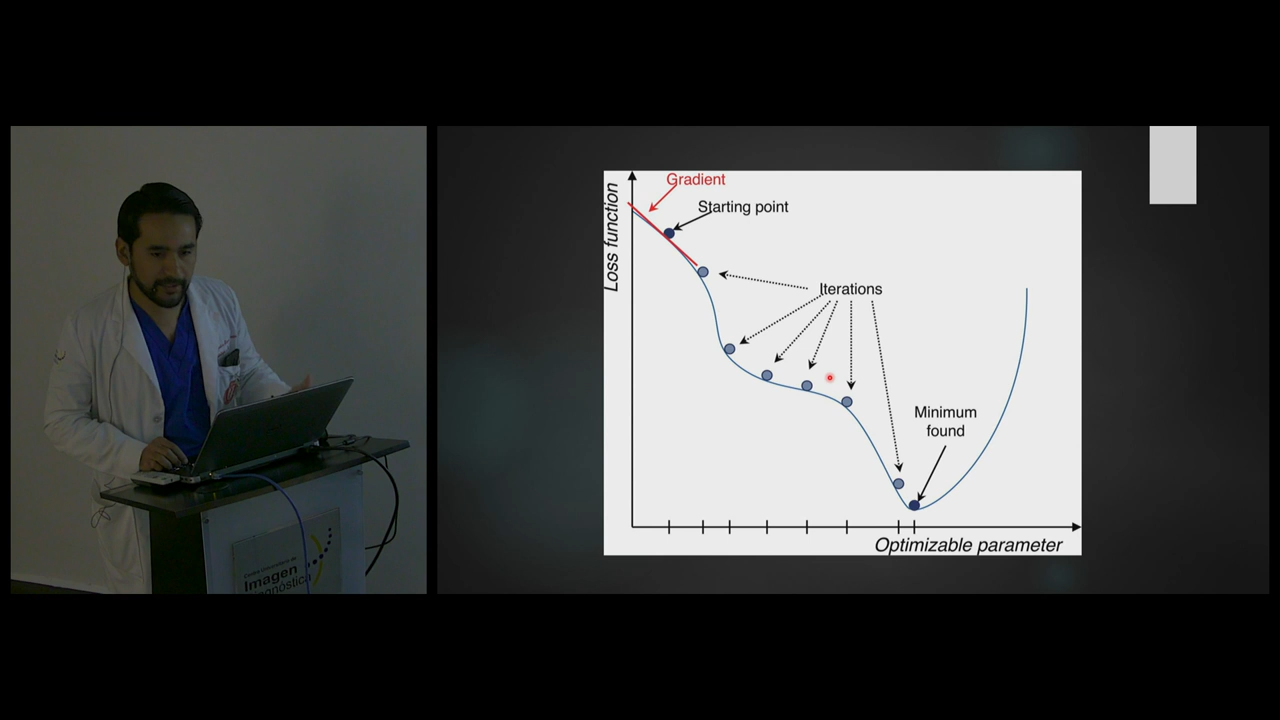 Gradient
Starting point
Loss function
Iterations
Minimum
found
Optimizable parameter
Imagen